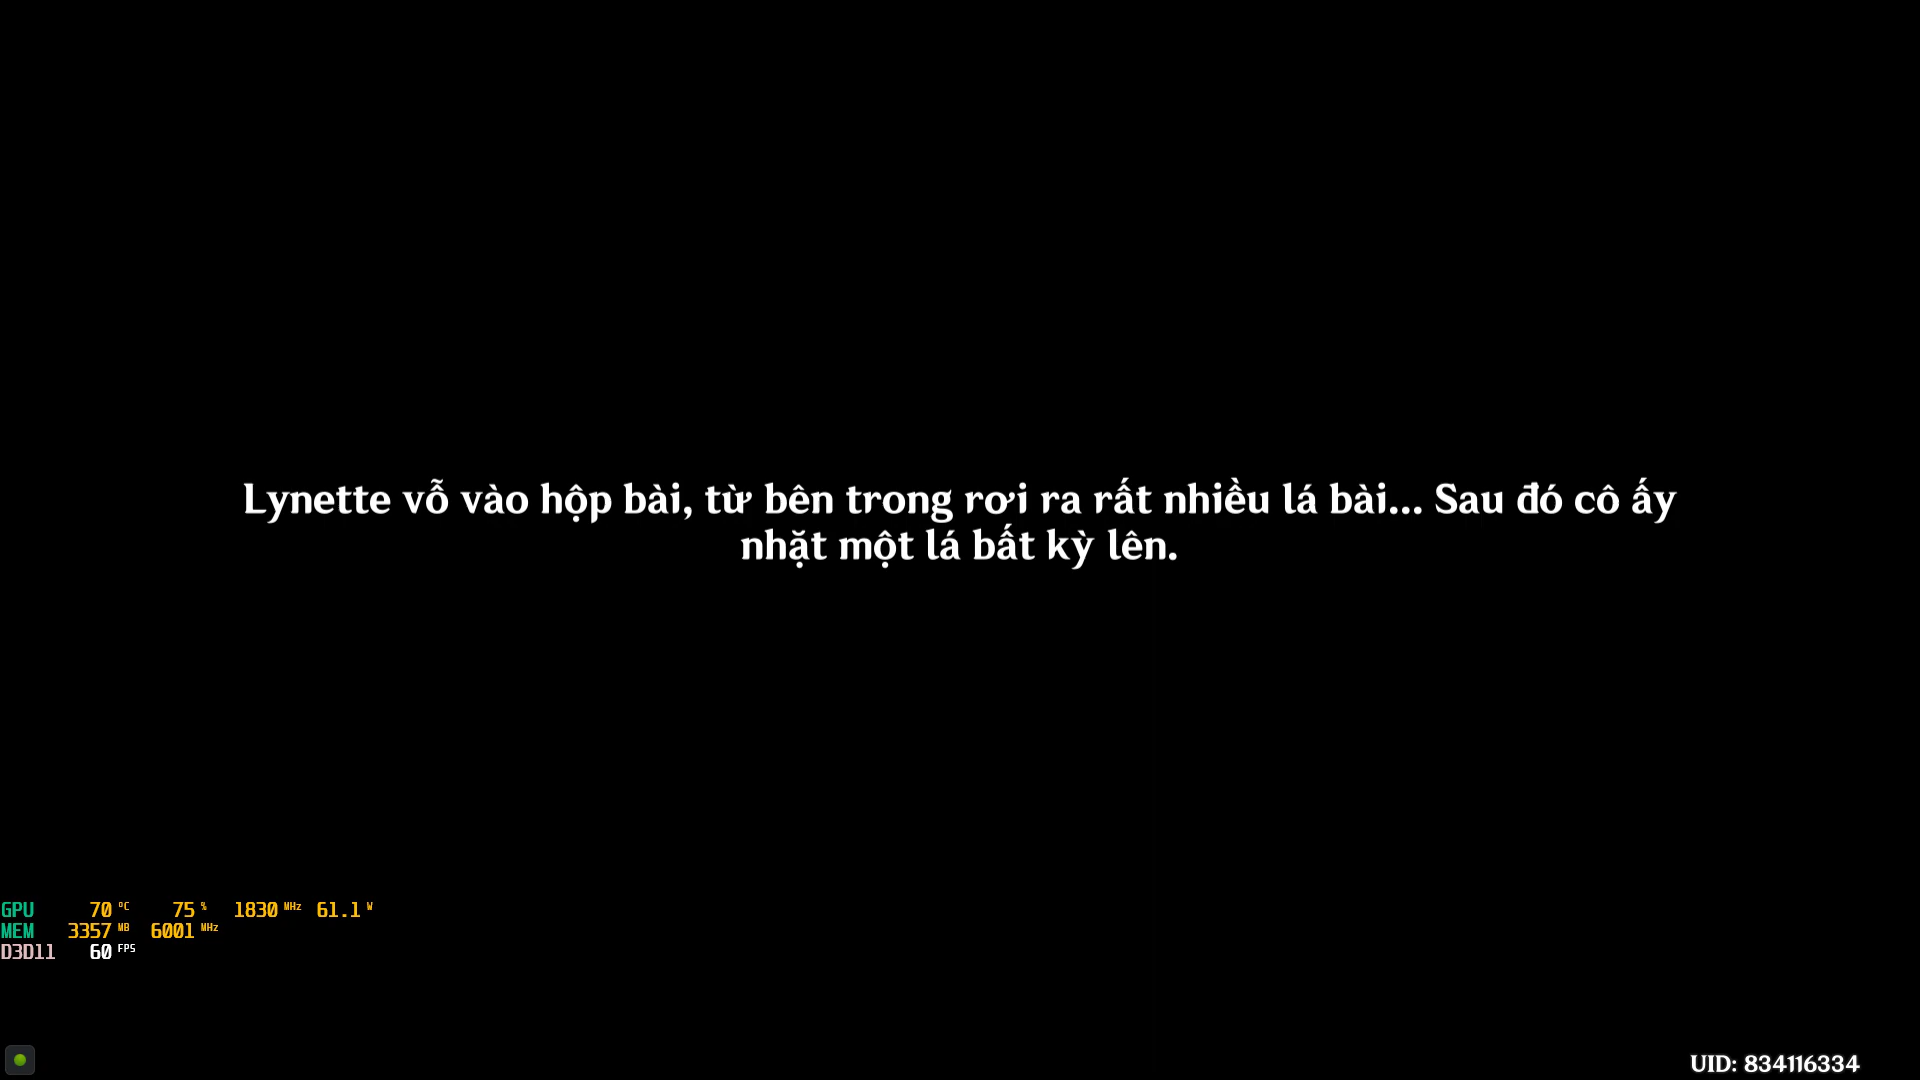 Lynette vỗ vào hộp bài, từ bên trong rơi ra rất nhiều lá bài... Sau đó cô ấy
nhặt một lá bất kỳ lên.
GPU 70 °C 75 % 1830 MHz 61.1 W
MEM 3357 MB 6001 MHz
D3D11 60 FPS
UID: 834116334